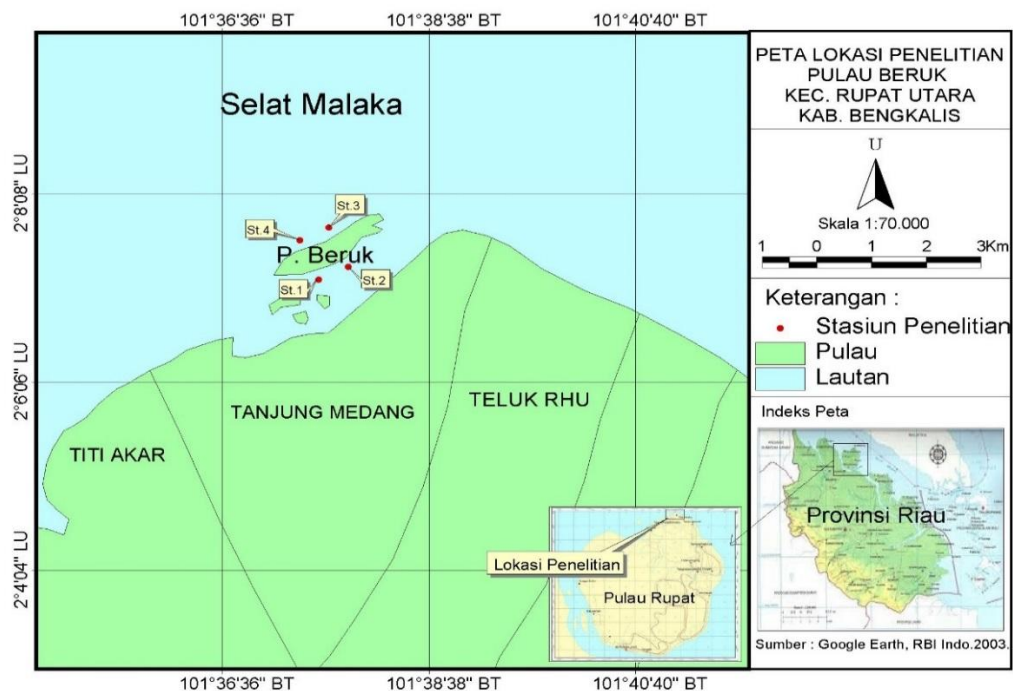 101°36'36" BT
101°38'38" BT
101°40'40" BT
2°8'08" LU
2°6'06" LU
2°4'04" LU
Selat Malaka
St.3
St.4
P. Beruk
St.2
St.1
TITI AKAR
TANJUNG MEDANG
TELUK RHU
Lokasi Penelitian
Pulau Rupat
101°36'36" BT
101°38'38" BT
101°40'40" BT
PETA LOKASI PENELITIAN
PULAU BERUK
KEC. RUPAT UTARA
KAB. BENGKALIS
U
Skala 1:70.000
1 0 1 2 3Km
Keterangan :
Stasiun Penelitian
Pulau
Lautan
Indeks Peta
Provinsi Riau
Sumber : Google Earth, RBI Indo.2003.